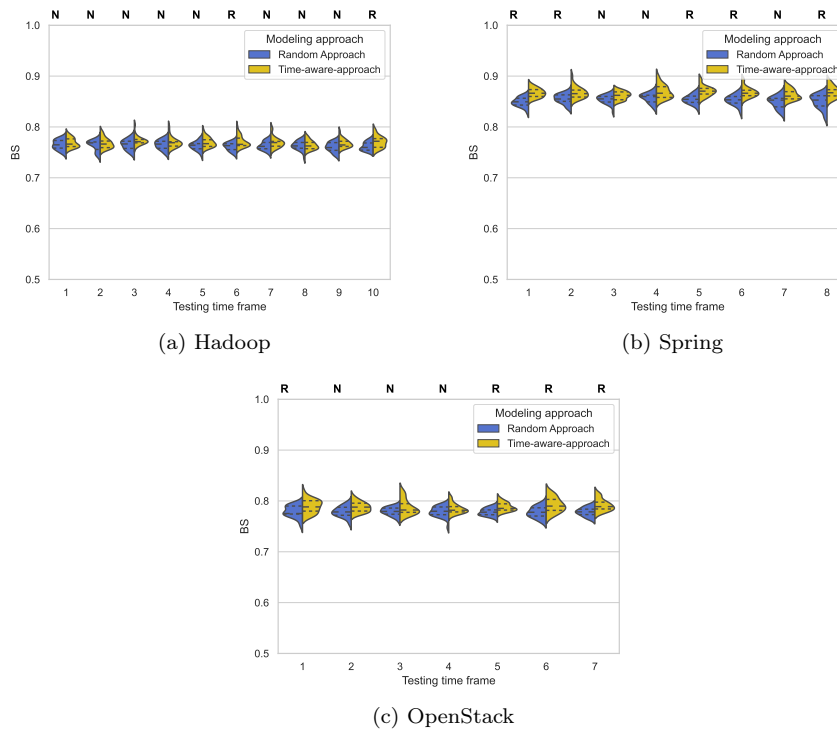 N N N N N R N N N R
1.0
Modeling approach
Random Approach
Time-aware-approach
0.9
0.8
BS
0.7
0.6
0.5
1 2 3 4 5 6 7 8 9 10
Testing time frame
(a) Hadoop
R R N N R R N R
1.0
Modeling approach
Random Approach
Time-aware-approach
0.9
0.8
BS
0.7
0.6
0.5
1 2 3 4 5 6 7 8
Testing time frame
(b) Spring
R N N N R R R
1.0
Modeling approach
Random Approach
Time-aware-approach
0.9
0.8
BS
0.7
0.6
0.5
1 2 3 4 5 6 7
Testing time frame
(c) OpenStack